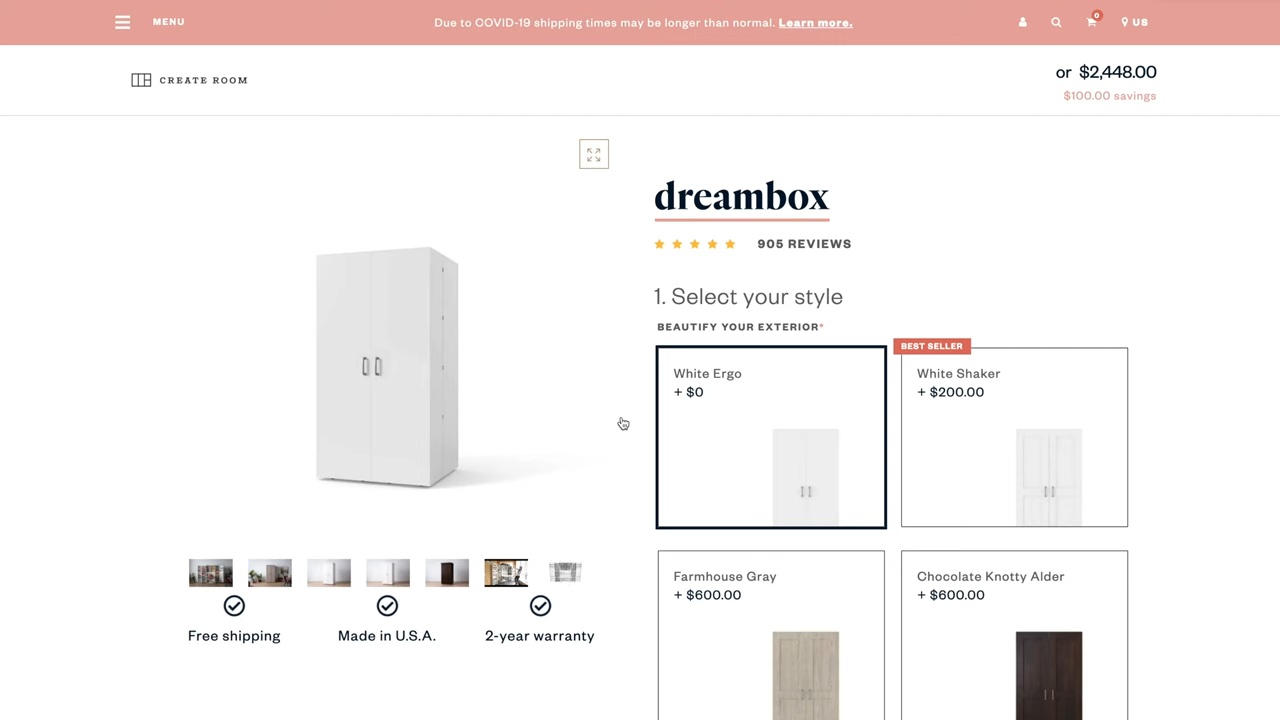 MENU
Due to COVID-19 shipping times may be longer than normal. Learn more.
0
US
CREATE ROOM
or $2,448.00
$100.00 savings
dreambox
905 REVIEWS
1. Select your style
BEAUTIFY YOUR EXTERIOR*
BEST SELLER
White Ergo
+ $0
White Shaker
+ $200.00
Farmhouse Gray
+ $600.00
Chocolate Knotty Alder
+ $600.00
Free shipping
Made in U.S.A.
2-year warranty